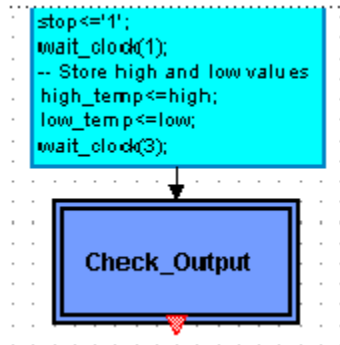 stop<='1';
wait_clock(1);
-- Store high and low values
high_temp<=high;
low_temp<=low;
wait_clock(3);
Check_Output